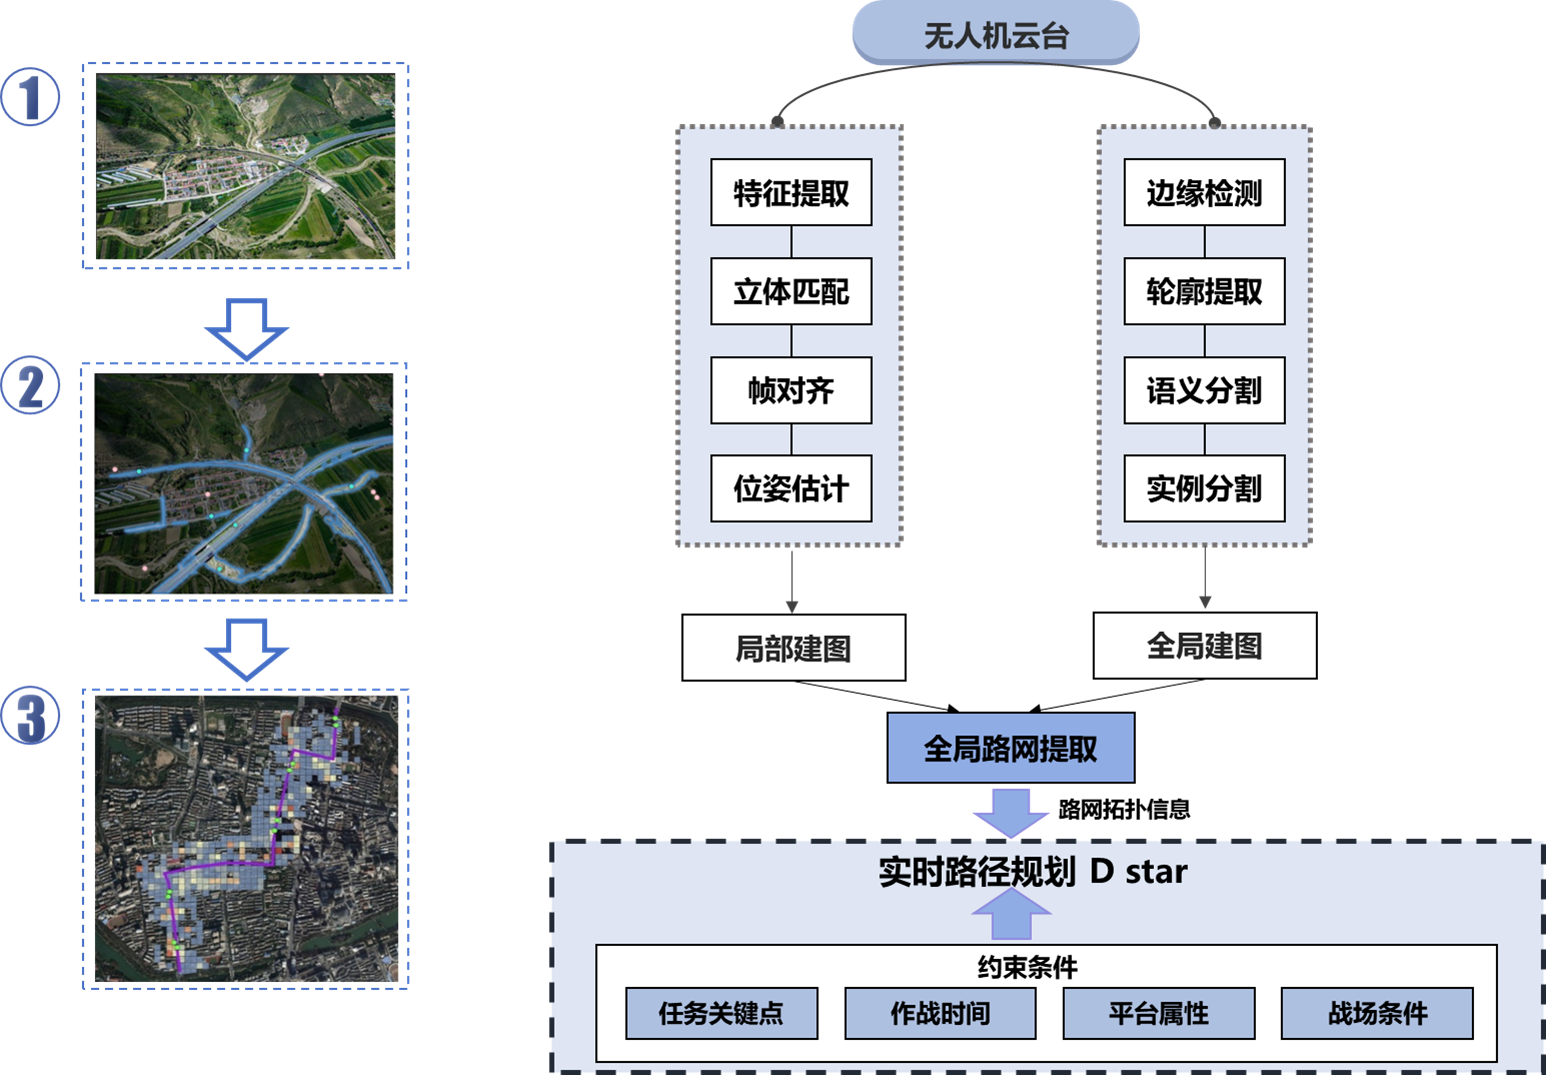 1
2
3
无人机云台
特征提取
立体匹配
帧对齐
位姿估计
边缘检测
轮廓提取
语义分割
实例分割
局部建图
全局建图
全局路网提取
路网拓扑信息
实时路径规划 D star
约束条件
任务关键点
作战时间
平台属性
战场条件